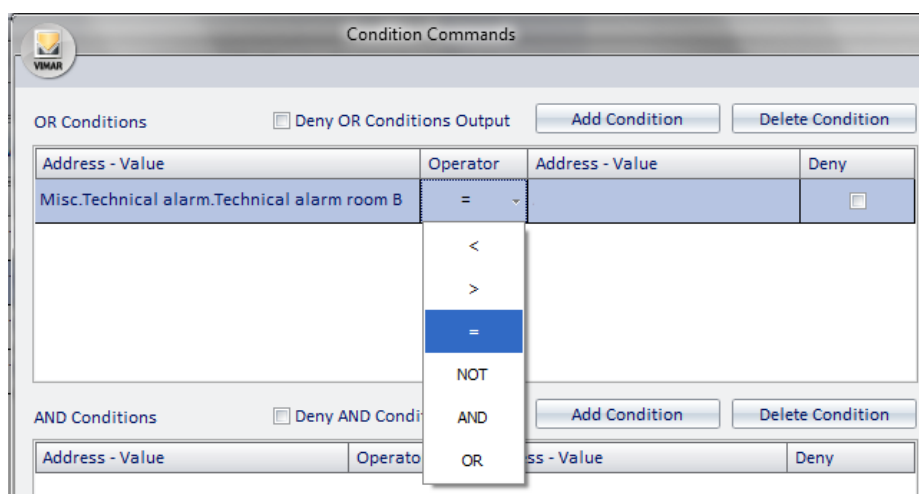 Condition Commands
VIMAR
OR Conditions Deny OR Conditions Output Add Condition Delete Condition
Address - Value Operator Address - Value Deny
Misc.Technical alarm.Technical alarm room B =
<
>
=
NOT
AND Conditions Deny AND Condi AND Add Condition Delete Condition
Address - Value Operato OR ss - Value Deny